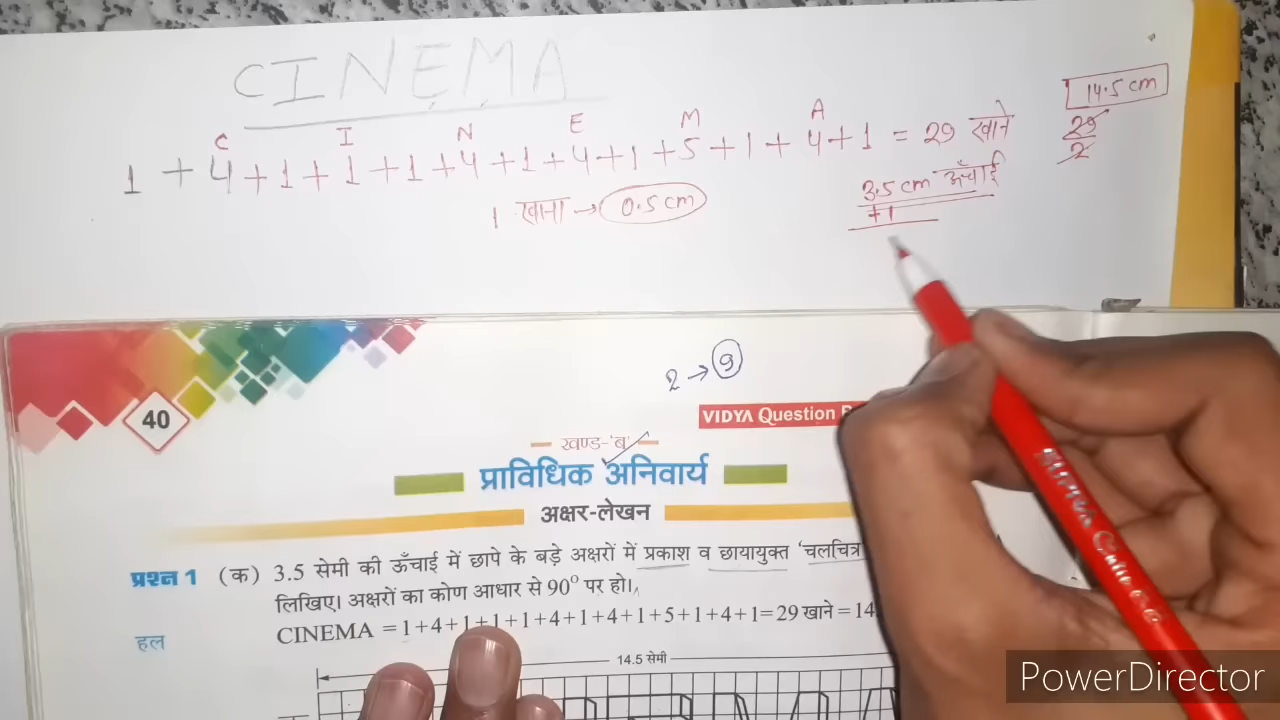 CINEMA
14.5 cm
C I N E M A
1 + 4 + 1 + 1 + 1 + 4 + 1 + 4 + 1 + 5 + 1 + 4 + 1 = 29 खाने
29
2
3.5 cm ऊँचाई
1 खाना → 0.5 cm
+1
2 → 9
40
VIDYA Question
खण्ड-'ब'
प्राविधिक अनिवार्य
अक्षर-लेखन
प्रश्न 1 (क) 3.5 सेमी की ऊँचाई में छापे के बड़े अक्षरों में प्रकाश व छायायुक्त 'चलचित्र'
लिखिए। अक्षरों का कोण आधार से 90° पर हो।
हल CINEMA = 1+4+1+1+1+4+1+4+1+5+1+4+1=29 खाने = 14
14.5 सेमी
PowerDirector
SINGLE